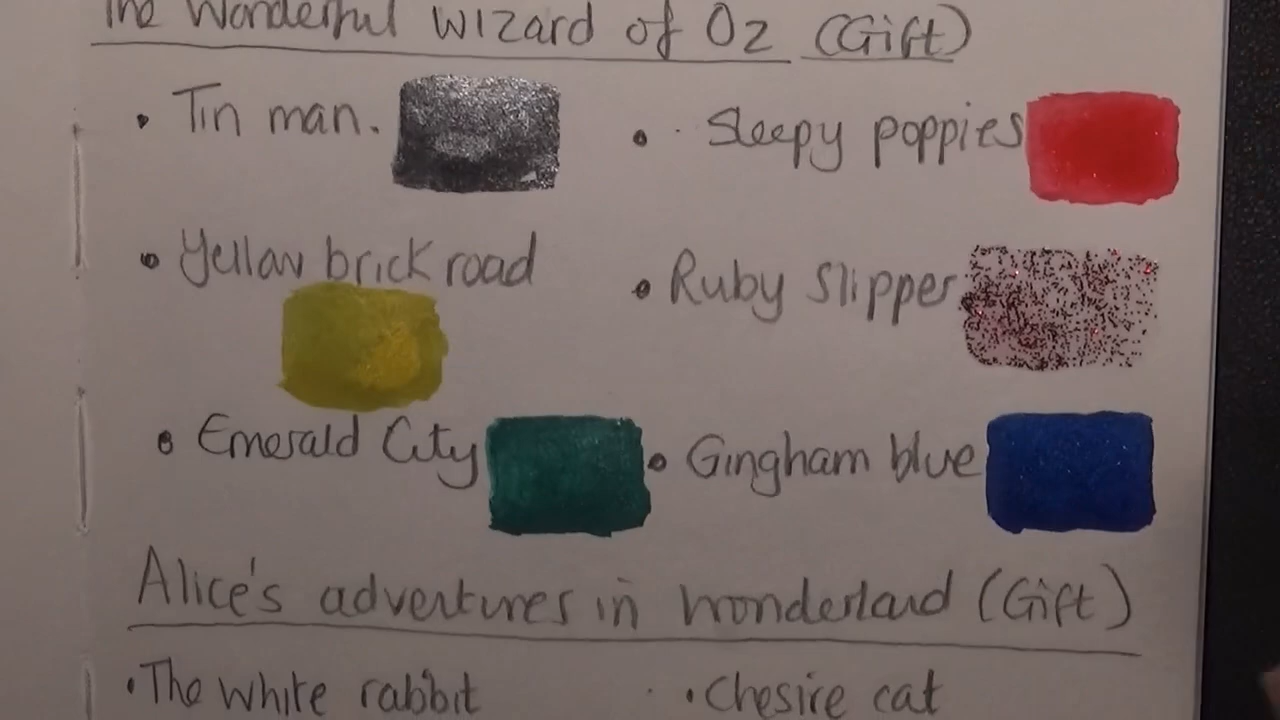 The Wonderful Wizard of Oz (Gift)
• Tin man.
• Sleepy poppies
• Yellow brick road
• Ruby Slipper
• Emerald City
• Gingham blue
Alice's adventures in wonderland (Gift)
• The white rabbit
• Chesire cat